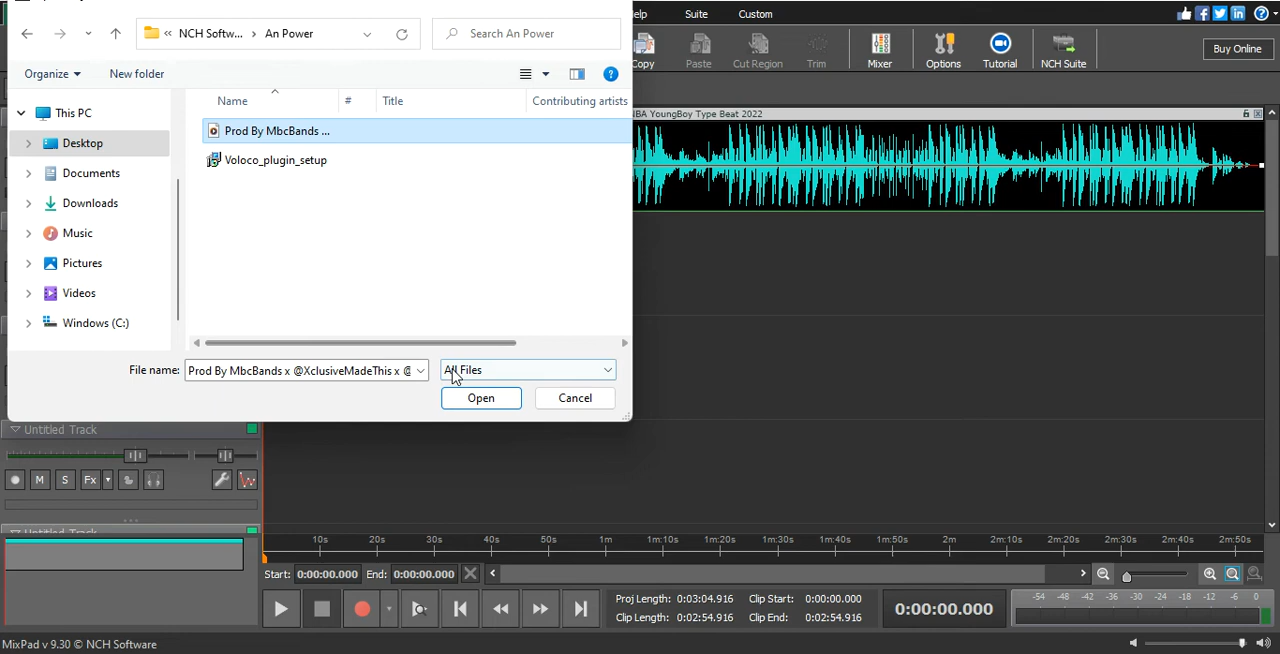 elp Suite Custom
NCH Softw... > An Power
Search An Power
Copy Paste Cut Region Trim Mixer Options Tutorial NCH Suite Buy Online
Organize New folder
Name # Title Contributing artists
This PC
Desktop
Documents
Downloads
Music
Pictures
Videos
Windows (C:)
Prod By MbcBands ...
Voloco_plugin_setup
File name: Prod By MbcBands x @XclusiveMadeThis x @
All Files
Open Cancel
NBA YoungBoy Type Beat 2022
Untitled Track
M S Fx
Untitled Track
10s 20s 30s 40s 50s 1m 1m:10s 1m:20s 1m:30s 1m:40s 1m:50s 2m 2m:10s 2m:20s 2m:30s 2m:40s 2m:50s
Start: 0:00:00.000 End: 0:00:00.000
Proj Length: 0:03:04.916 Clip Start: 0:00:00.000
Clip Length: 0:02:54.916 Clip End: 0:02:54.916
0:00:00.000
-54 -48 -42 -36 -30 -24 -18 -12 -6 0
MixPad v 9.30 © NCH Software